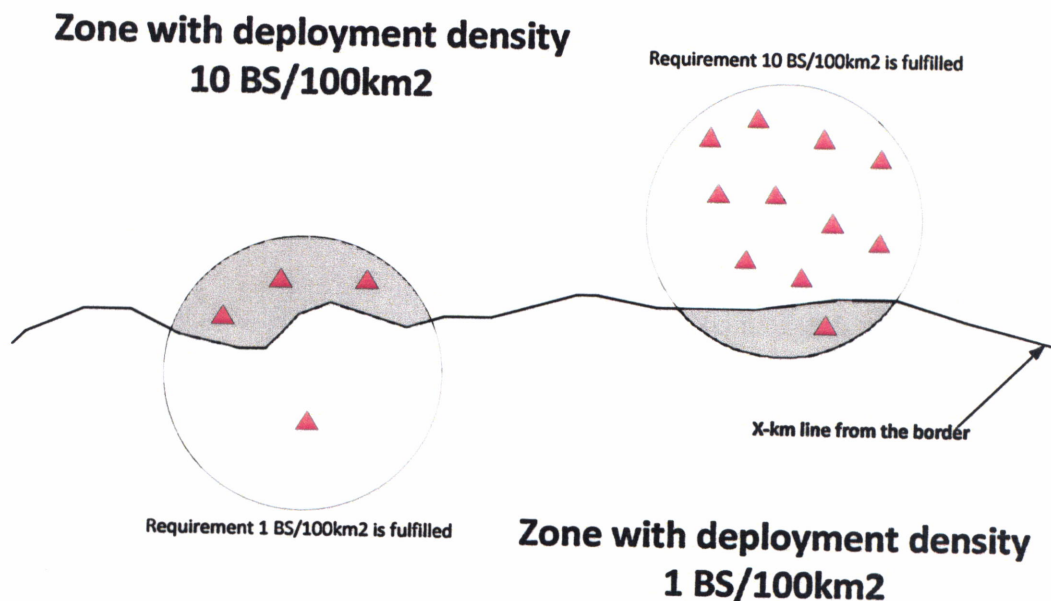 Zone with deployment density
10 BS/100km2
Requirement 10 BS/100km2 is fulfilled
X-km line from the border
Requirement 1 BS/100km2 is fulfilled
Zone with deployment density
1 BS/100km2